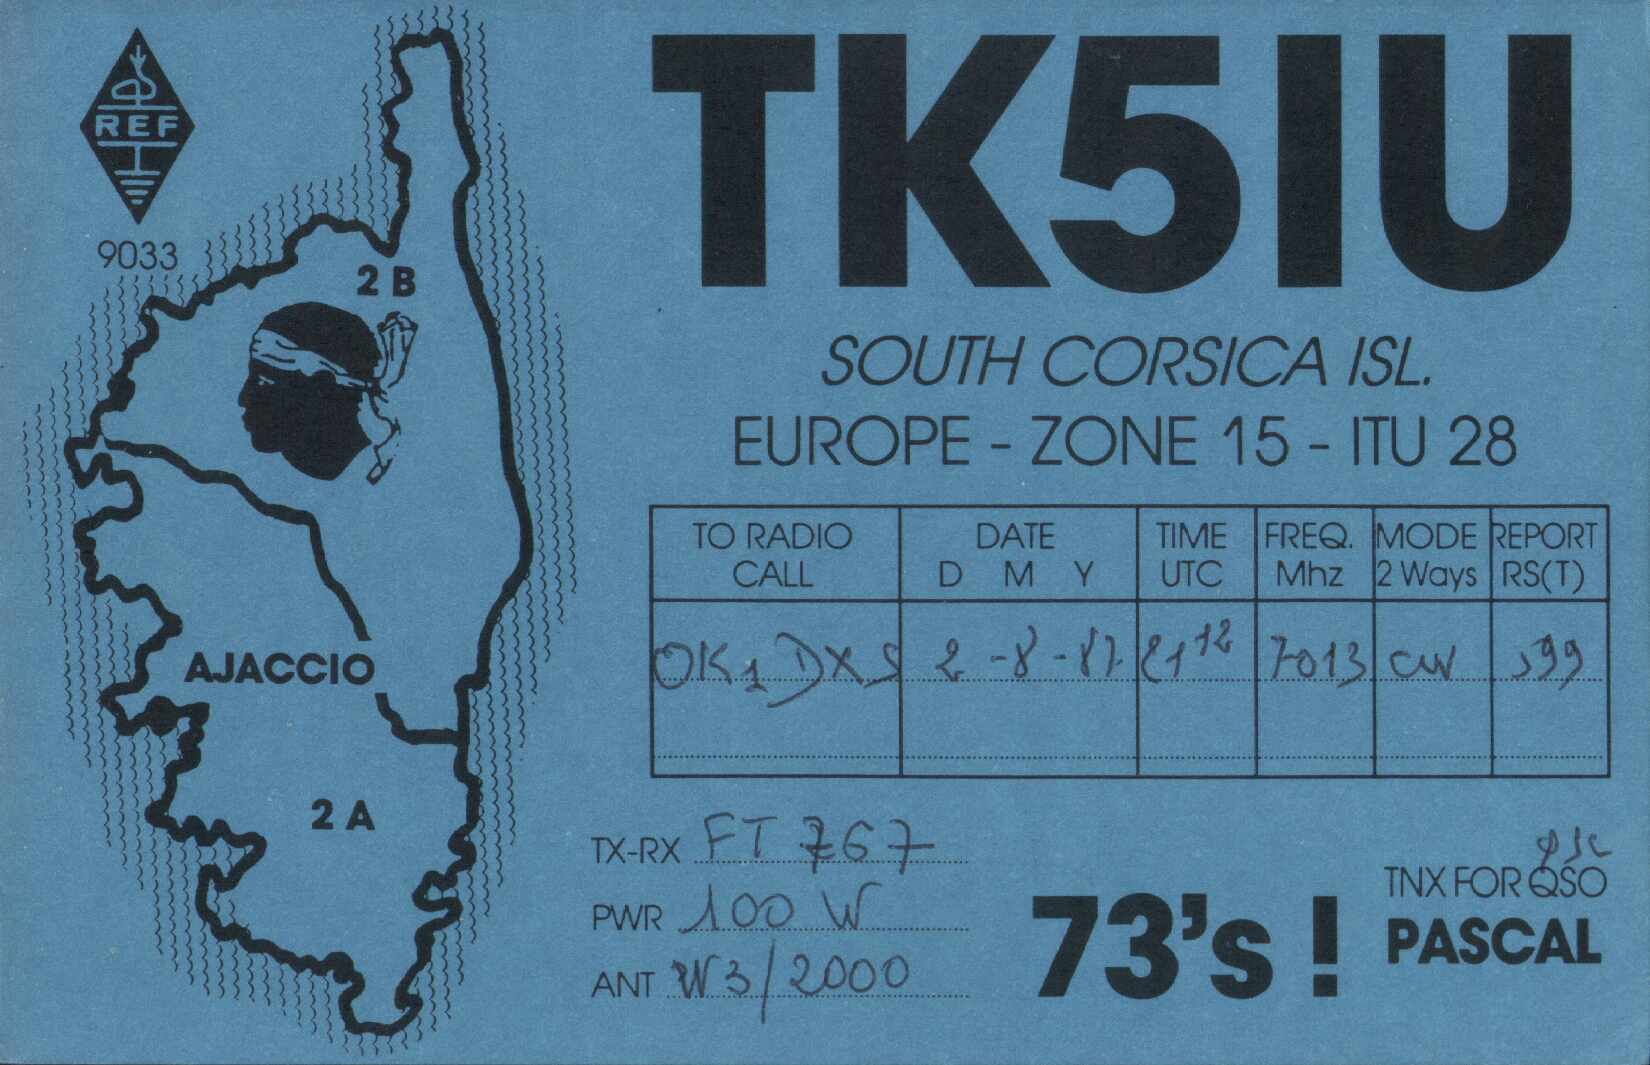 REF
9033
2 B
AJACCIO
2 A
TK5IU
SOUTH CORSICA ISL.
EUROPE - ZONE 15 - ITU 28
TO RADIO CALL DATE D M Y TIME UTC FREQ. Mhz MODE 2 Ways REPORT RS(T)
OK1DXS 2 -8 -87 21 12 7013 CW 599
TX-RX FT 767
PWR 100 W
ANT W3/2000
73's !
qsl
TNX FOR QSO
PASCAL